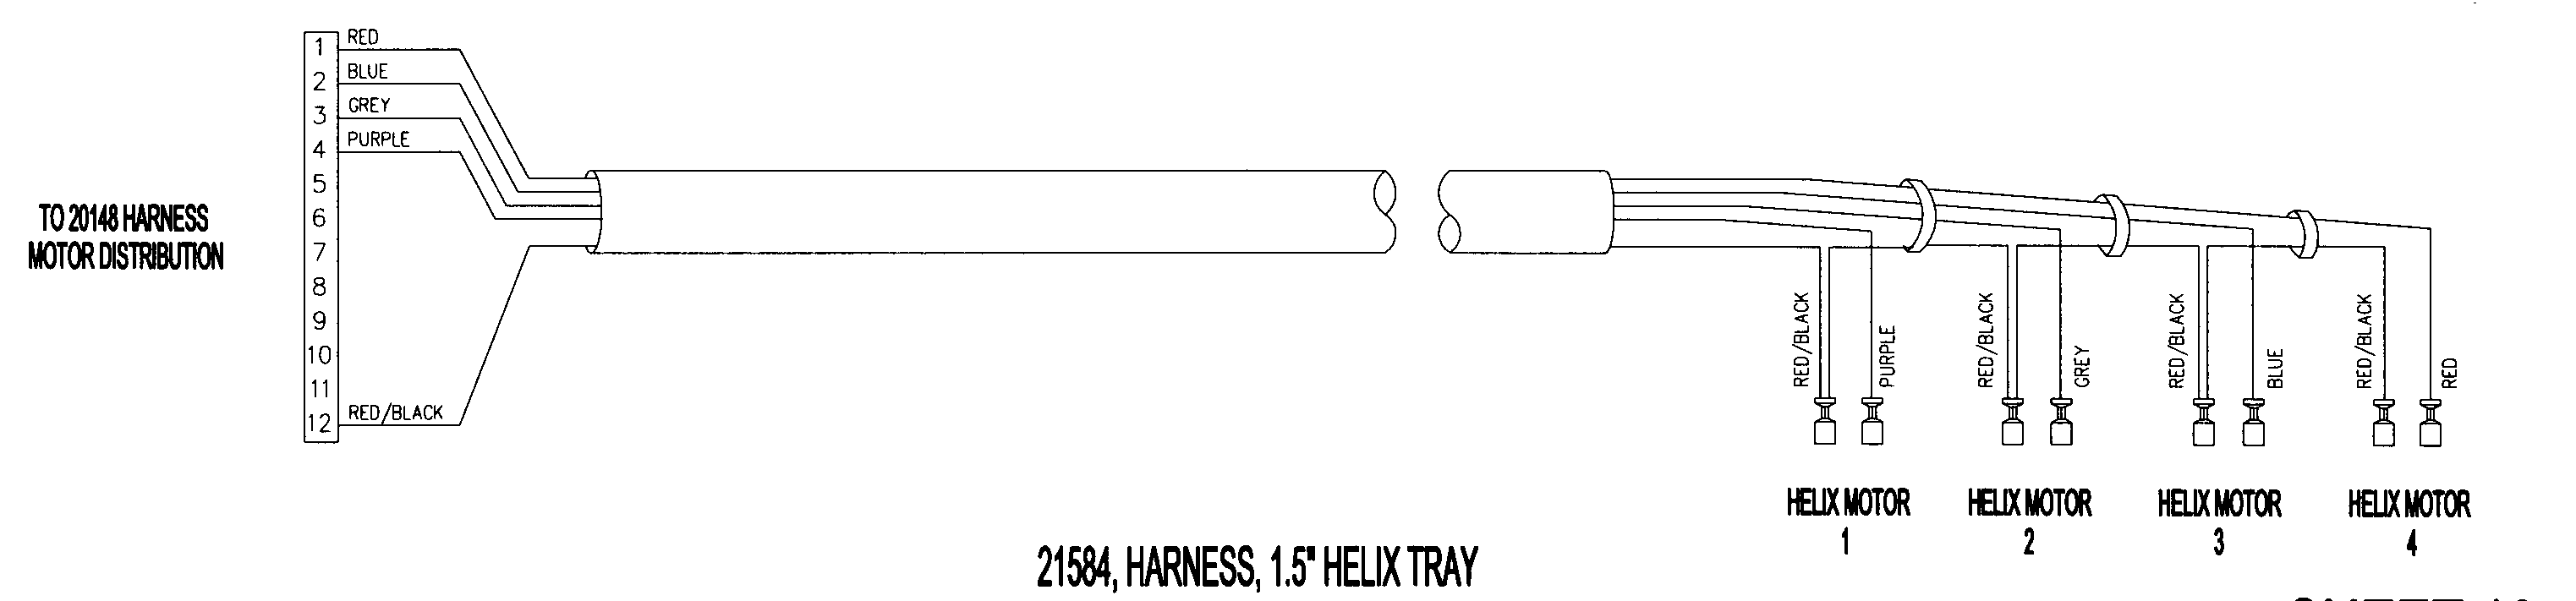 1 RED
2 BLUE
3 GREY
4 PURPLE
5
6
7
8
9
10
11
12 RED/BLACK
TO 20148 HARNESS
MOTOR DISTRIBUTION
RED/BLACK
PURPLE
RED/BLACK
GREY
RED/BLACK
BLUE
RED/BLACK
RED
HELIX MOTOR
1
HELIX MOTOR
2
HELIX MOTOR
3
HELIX MOTOR
4
21584, HARNESS, 1.5" HELIX TRAY